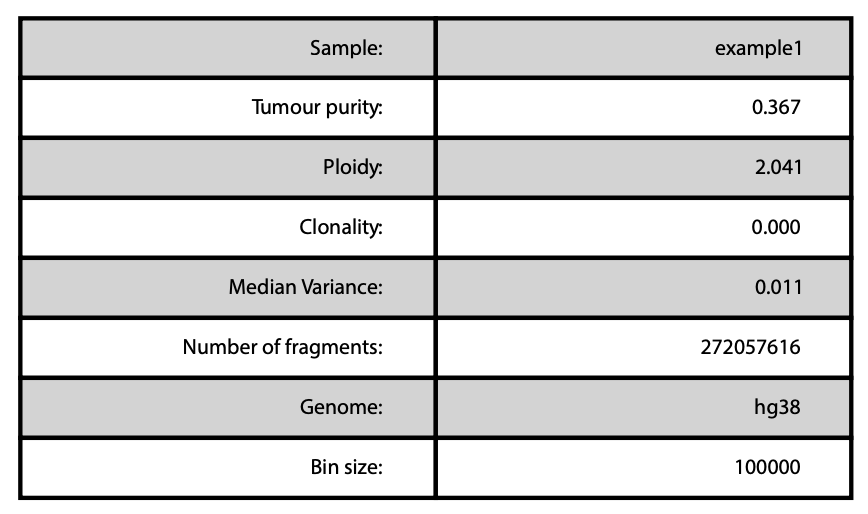 Sample: example1
Tumour purity: 0.367
Ploidy: 2.041
Clonality: 0.000
Median Variance: 0.011
Number of fragments: 272057616
Genome: hg38
Bin size: 100000